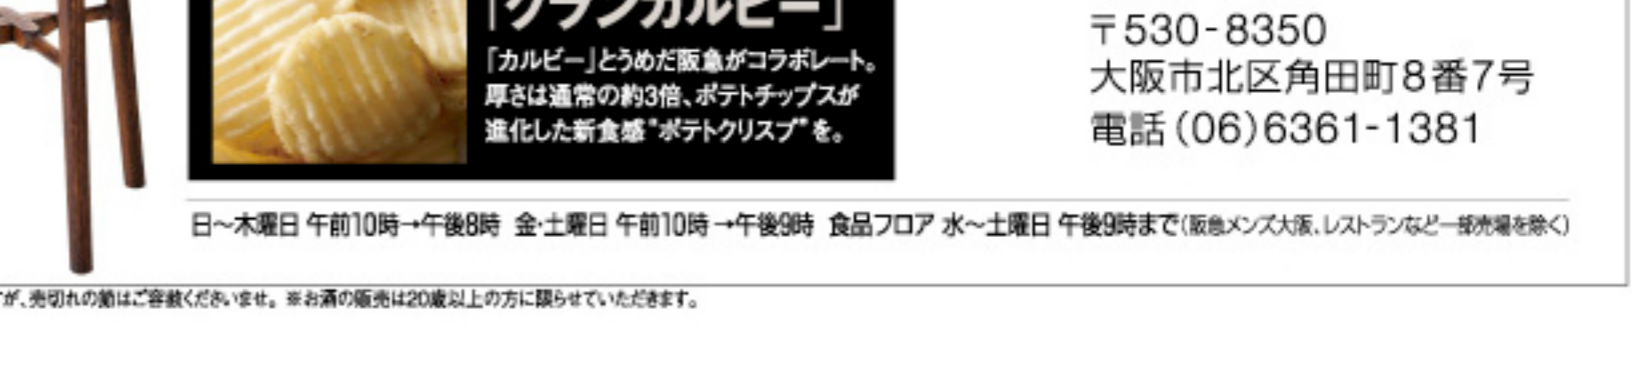 「グランカルビー」
「カルビー」とうめだ阪急がコラボレート。
厚さは通常の約3倍、ポテトチップスが
進化した新食感“ポテトクリスプ”を。
〒530-8350
大阪市北区角田町8番7号
電話(06)6361-1381
日〜木曜日 午前10時→午後8時 金・土曜日 午前10時→午後9時 食品フロア 水〜土曜日 午後9時まで(阪急メンズ大阪、レストランなど一部売場を除く)
が、売切れの節はご容赦くださいませ。※お酒の販売は20歳以上の方に限らせていただきます。